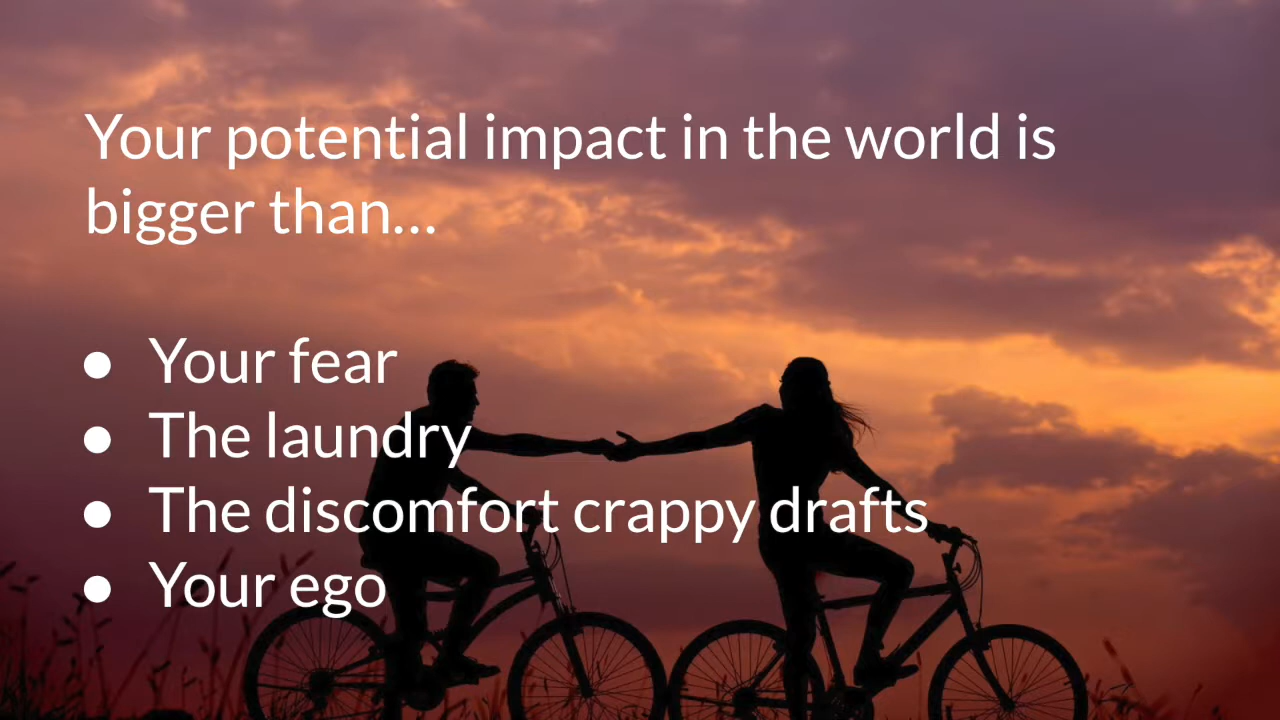 Your potential impact in the world is
bigger than...
● Your fear
● The laundry
● The discomfort crappy drafts
● Your ego